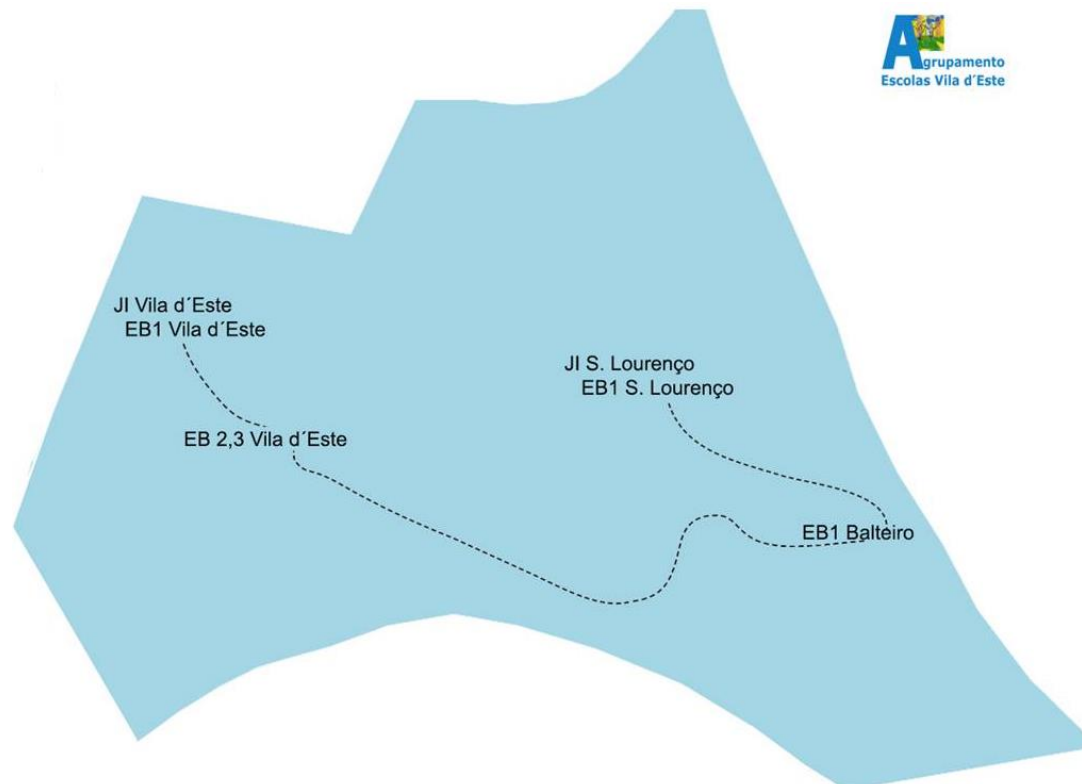 Agrupamento
Escolas Vila d´Este
JI Vila d´Este
EB1 Vila d´Este
JI S. Lourenço
EB1 S. Lourenço
EB 2,3 Vila d´Este
EB1 Balteiro